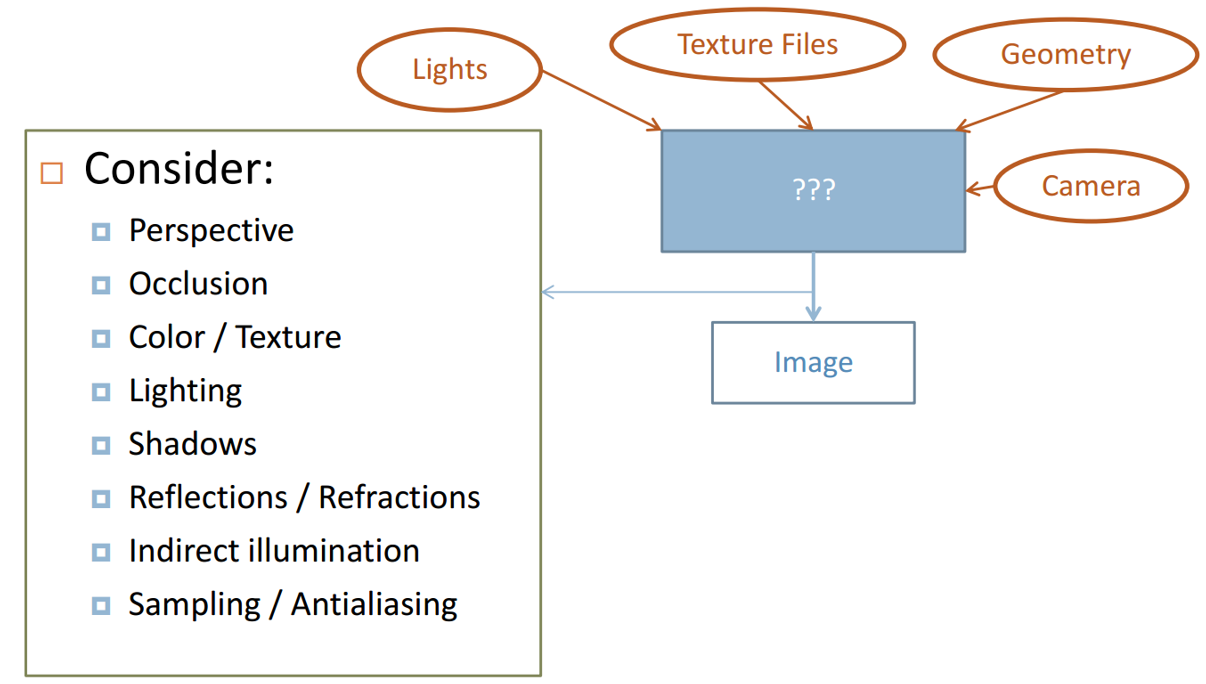 Lights
Texture Files
Geometry
Camera
???
Image
Consider:
Perspective
Occlusion
Color / Texture
Lighting
Shadows
Reflections / Refractions
Indirect illumination
Sampling / Antialiasing